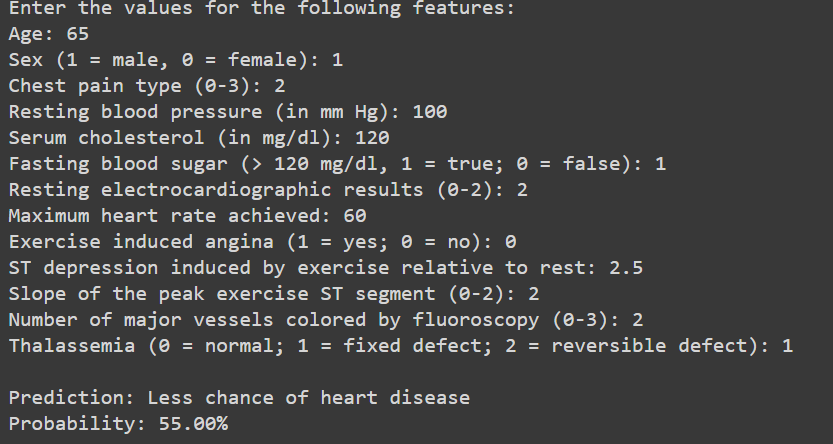 Enter the values for the following features:
Age: 65
Sex (1 = male, 0 = female): 1
Chest pain type (0-3): 2
Resting blood pressure (in mm Hg): 100
Serum cholesterol (in mg/dl): 120
Fasting blood sugar (> 120 mg/dl, 1 = true; 0 = false): 1
Resting electrocardiographic results (0-2): 2
Maximum heart rate achieved: 60
Exercise induced angina (1 = yes; 0 = no): 0
ST depression induced by exercise relative to rest: 2.5
Slope of the peak exercise ST segment (0-2): 2
Number of major vessels colored by fluoroscopy (0-3): 2
Thalassemia (0 = normal; 1 = fixed defect; 2 = reversible defect): 1
Prediction: Less chance of heart disease
Probability: 55.00%